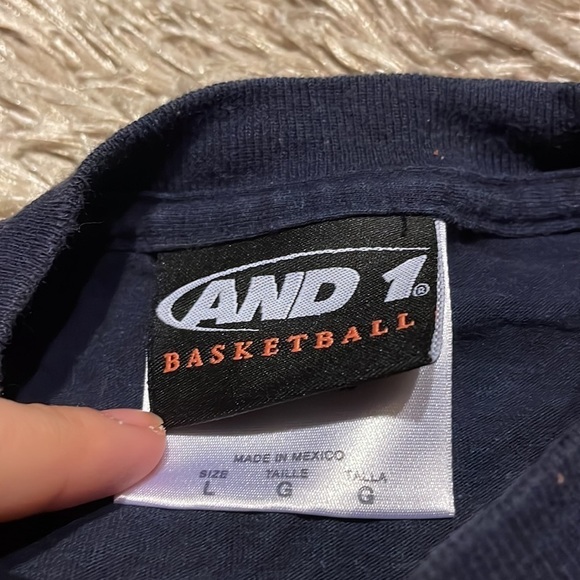 AND 1®
BASKETBALL
MADE IN MEXICO
SIZE TAILLE TALLA
L G G